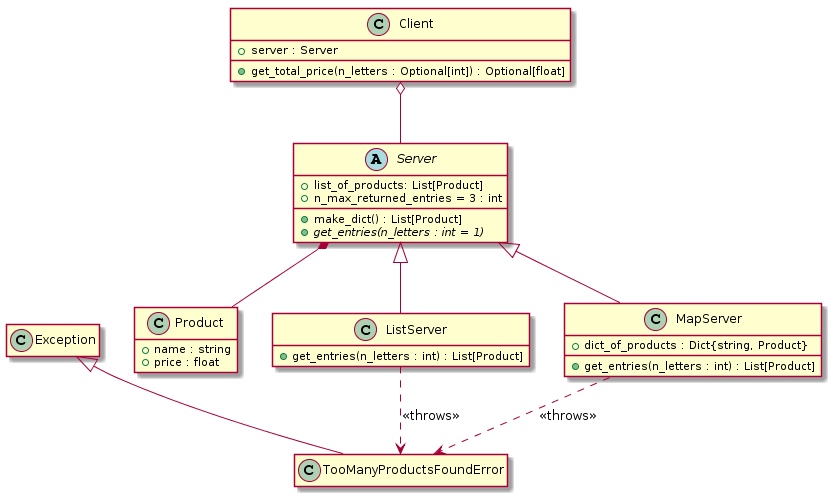 C Client
server : Server
get_total_price(n_letters : Optional[int]) : Optional[float]
A Server
list_of_products: List[Product]
n_max_returned_entries = 3 : int
make_dict() : List[Product]
get_entries(n_letters : int = 1)
C Exception
C Product
name : string
price : float
C ListServer
get_entries(n_letters : int) : List[Product]
C MapServer
dict_of_products : Dict{string, Product}
get_entries(n_letters : int) : List[Product]
«throws»
«throws»
C TooManyProductsFoundError